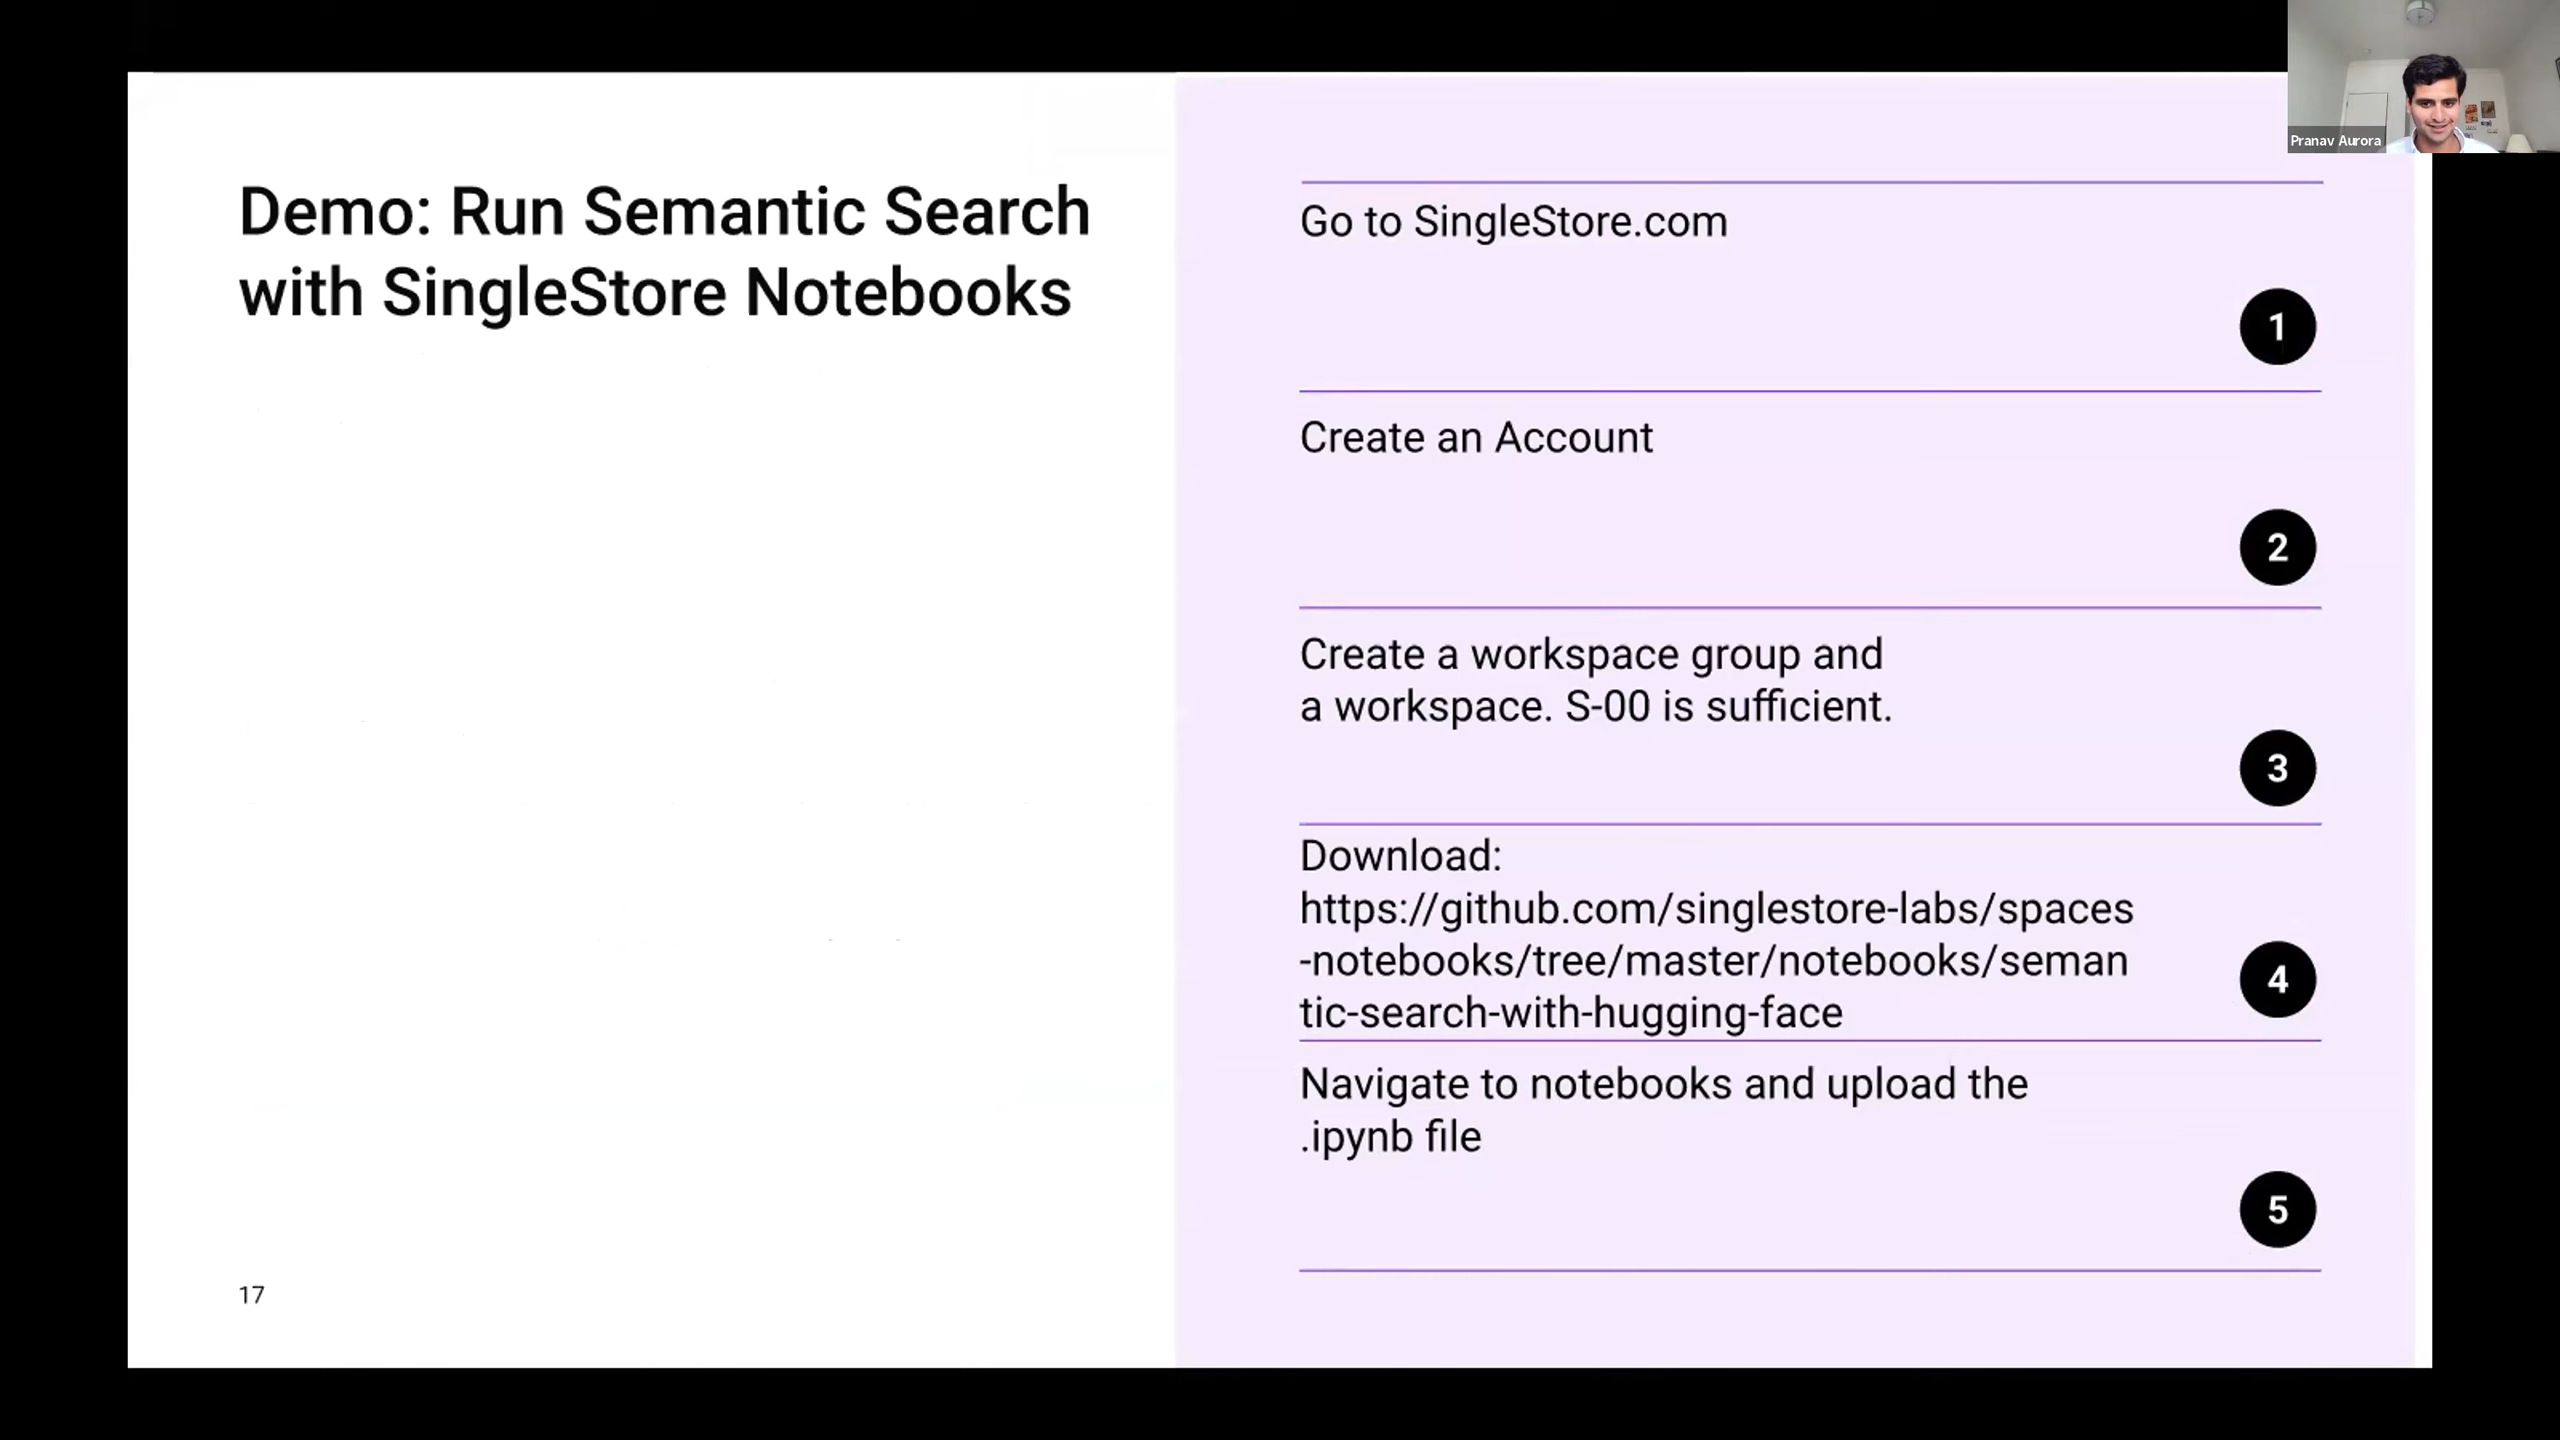 Demo: Run Semantic Search
with SingleStore Notebooks
Go to SingleStore.com
1
Create an Account
2
Create a workspace group and
a workspace. S-00 is sufficient.
3
Download:
https://github.com/singlestore-labs/spaces
-notebooks/tree/master/notebooks/seman
tic-search-with-hugging-face
4
Navigate to notebooks and upload the
.ipynb file
5
17
Pranav Aurora